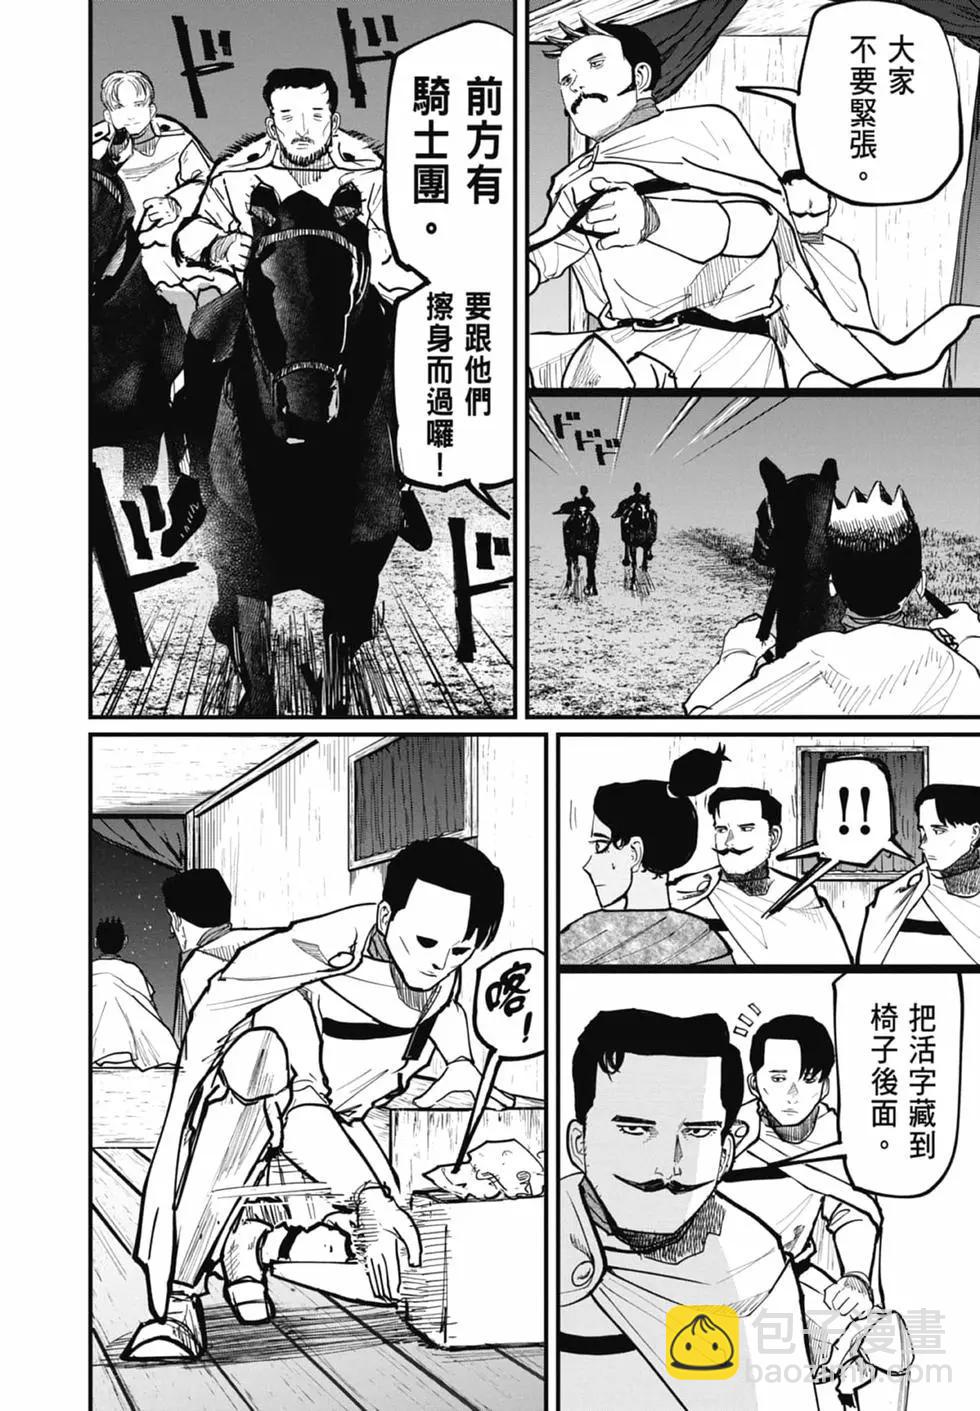 大家
不要緊張。
ドドド
前方有
騎士團。
要跟他們
擦身而過囉！
ドド
ド
ド
!!
把活字藏到
椅子後面。
喀！
包子漫畫
baozimh.com